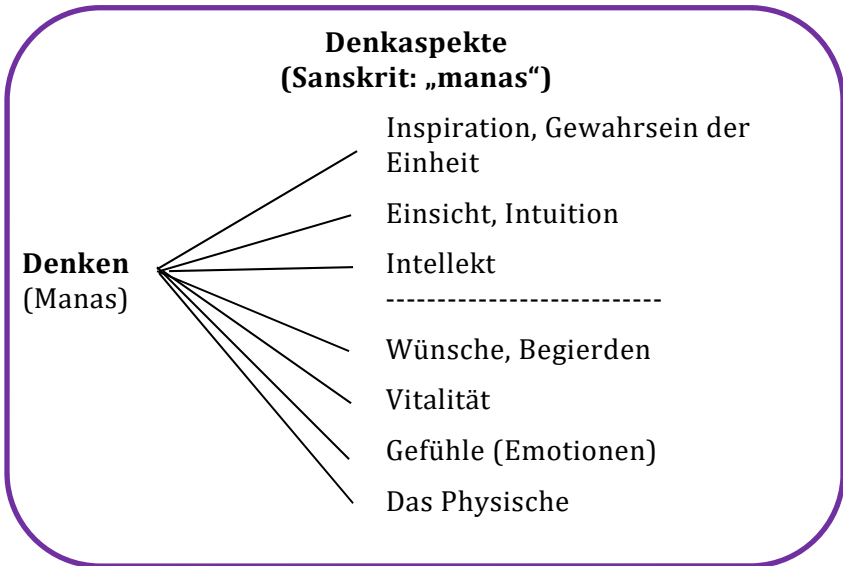 Denkaspekte
(Sanskrit: „manas“)
Inspiration, Gewahrsein der
Einheit
Einsicht, Intuition
Denken
(Manas)
Intellekt
---------------------------
Wünsche, Begierden
Vitalität
Gefühle (Emotionen)
Das Physische